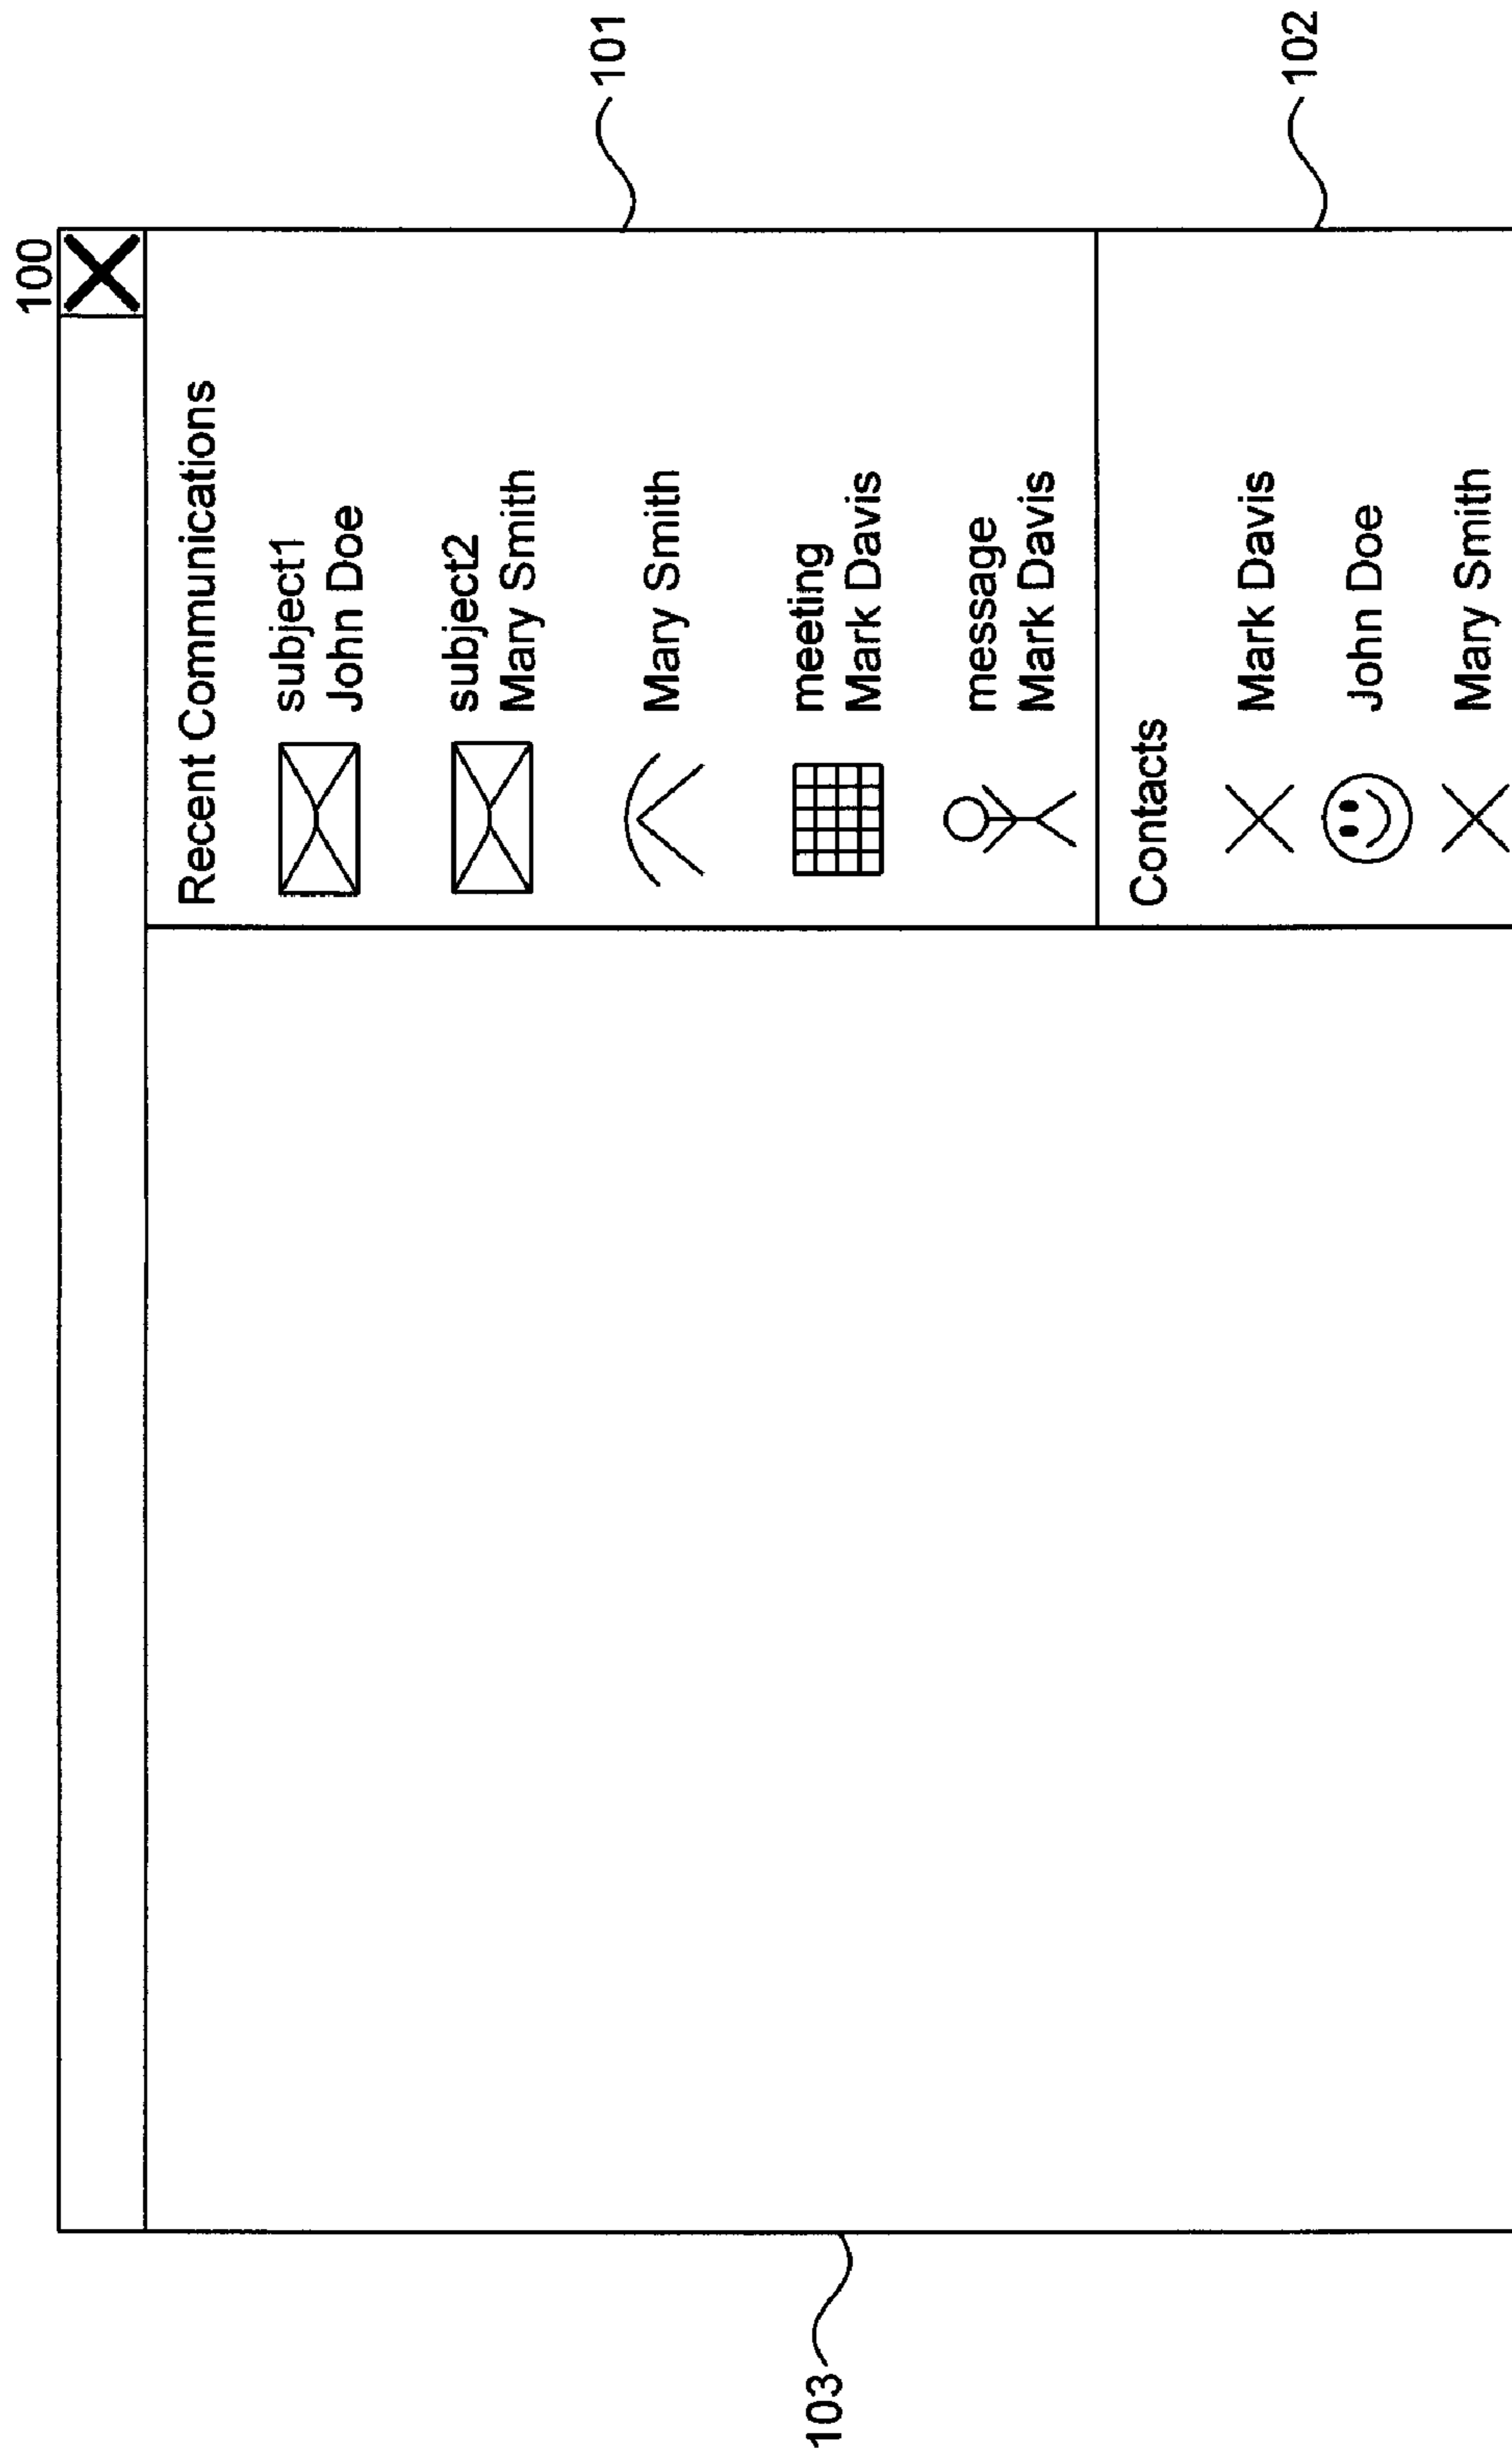 100
Recent Communications
subject1
John Doe
subject2
Mary Smith
101
Mary Smith
meeting
Mark Davis
103
message
Mark Davis
Contacts
Mark Davis
102
John Doe
Mary Smith